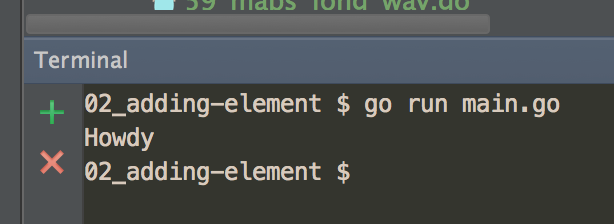 Terminal
02_adding-element $ go run main.go
Howdy
02_adding-element $